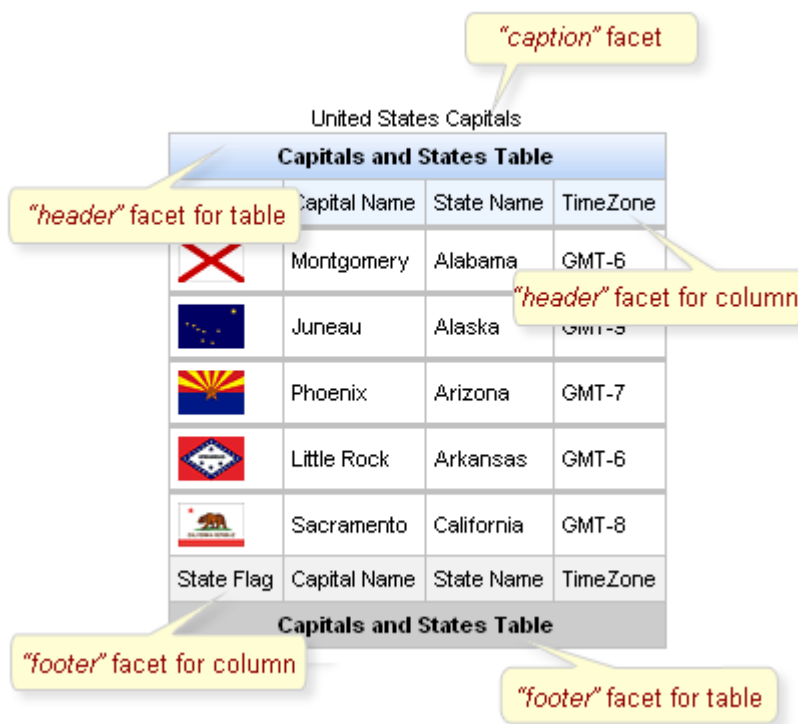 “caption” facet
United States Capitals
Capitals and States Table
“header” facet for table
Capital Name State Name TimeZone
Montgomery Alabama GMT-6
“header” facet for column
Juneau Alaska GMT-9
Phoenix Arizona GMT-7
Little Rock Arkansas GMT-6
Sacramento California GMT-8
State Flag Capital Name State Name TimeZone
Capitals and States Table
“footer” facet for column
“footer” facet for table